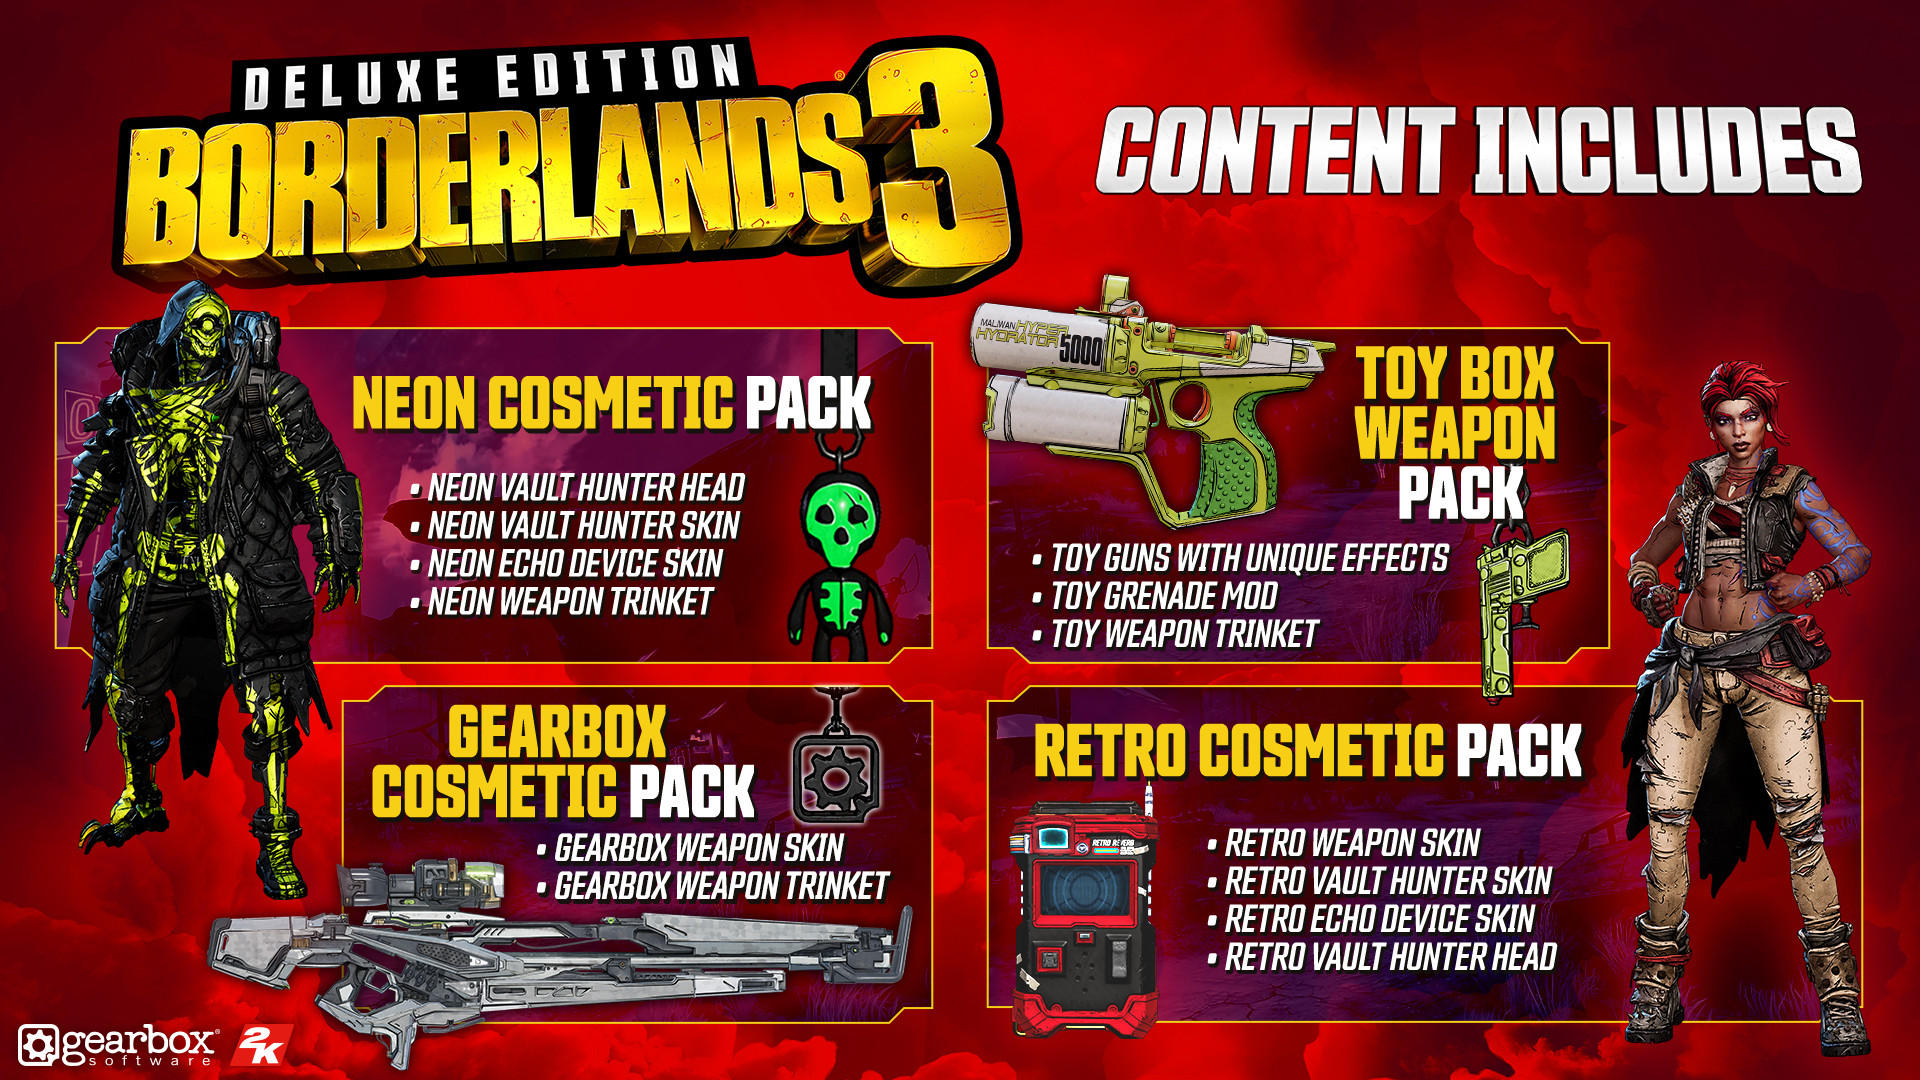 DELUXE EDITION
BORDERLANDS 3
CONTENT INCLUDES
NEON COSMETIC PACK
• NEON VAULT HUNTER HEAD
• NEON VAULT HUNTER SKIN
• NEON ECHO DEVICE SKIN
• NEON WEAPON TRINKET
MALIWAN HYPER
HYDRATOR 5000
TOY BOX
WEAPON
PACK
• TOY GUNS WITH UNIQUE EFFECTS
• TOY GRENADE MOD
• TOY WEAPON TRINKET
GEARBOX
COSMETIC PACK
• GEARBOX WEAPON SKIN
• GEARBOX WEAPON TRINKET
RETRO COSMETIC PACK
RETRO REVERB
• RETRO WEAPON SKIN
• RETRO VAULT HUNTER SKIN
• RETRO ECHO DEVICE SKIN
• RETRO VAULT HUNTER HEAD
gearbox
software
2K